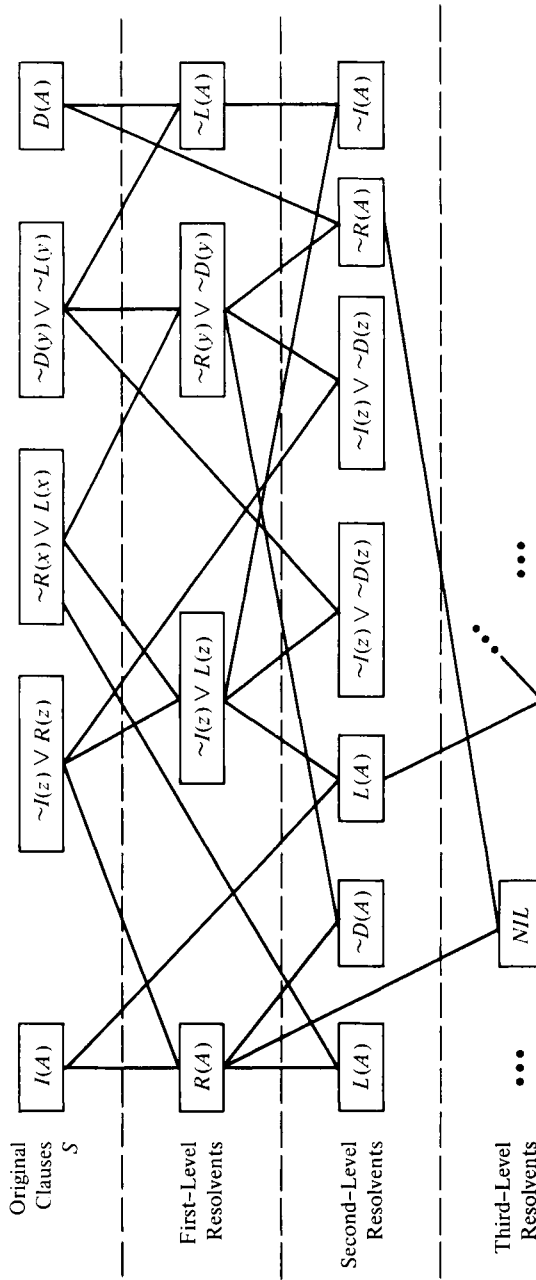 Original
Clauses
S
I(A)
~I(z) ∨ R(z)
~R(x) ∨ L(x)
~D(y) ∨ ~L(y)
D(A)
First-Level
Resolvents
R(A)
~I(z) ∨ L(z)
~R(y) ∨ ~D(y)
~L(A)
Second-Level
Resolvents
L(A)
~D(A)
L(A)
~I(z) ∨ ~D(z)
~I(z) ∨ ~D(z)
~R(A)
~I(A)
Third-Level
Resolvents
•••
NIL
•••
•••